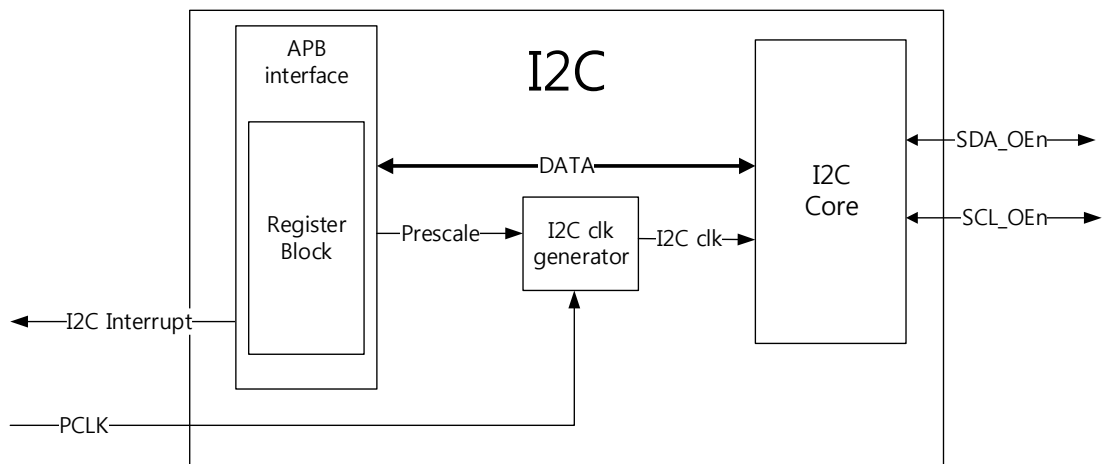 APB
interface
I2C
DATA
SDA_OEn
I2C
Core
SCL_OEn
Register
Block
Prescale
I2C clk
generator
I2C clk
I2C Interrupt
PCLK